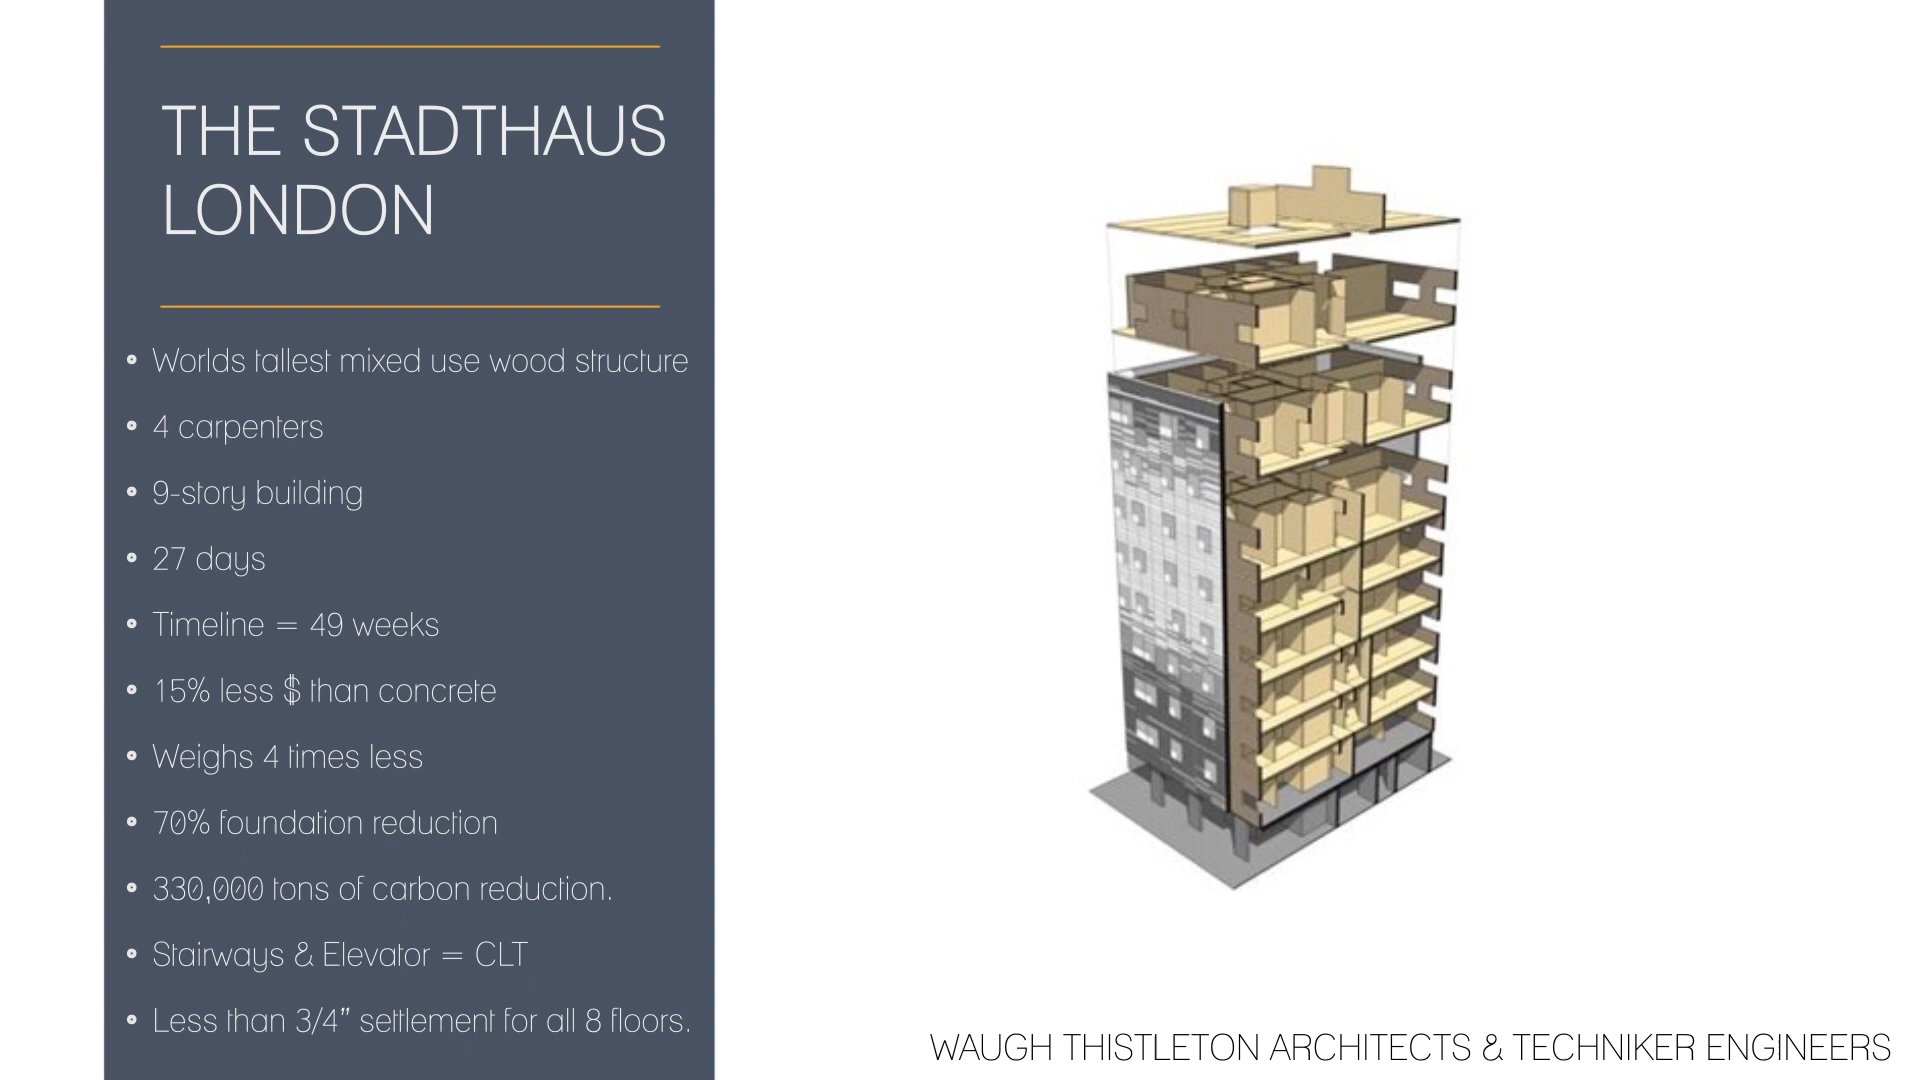 THE STADTHAUS
LONDON
• Worlds tallest mixed use wood structure
• 4 carpenters
• 9-story building
• 27 days
• Timeline = 49 weeks
• 15% less $ than concrete
• Weighs 4 times less
• 70% foundation reduction
• 330,000 tons of carbon reduction.
• Stairways & Elevator = CLT
• Less than 3/4” settlement for all 8 floors.
WAUGH THISTLETON ARCHITECTS & TECHNIKER ENGINEERS